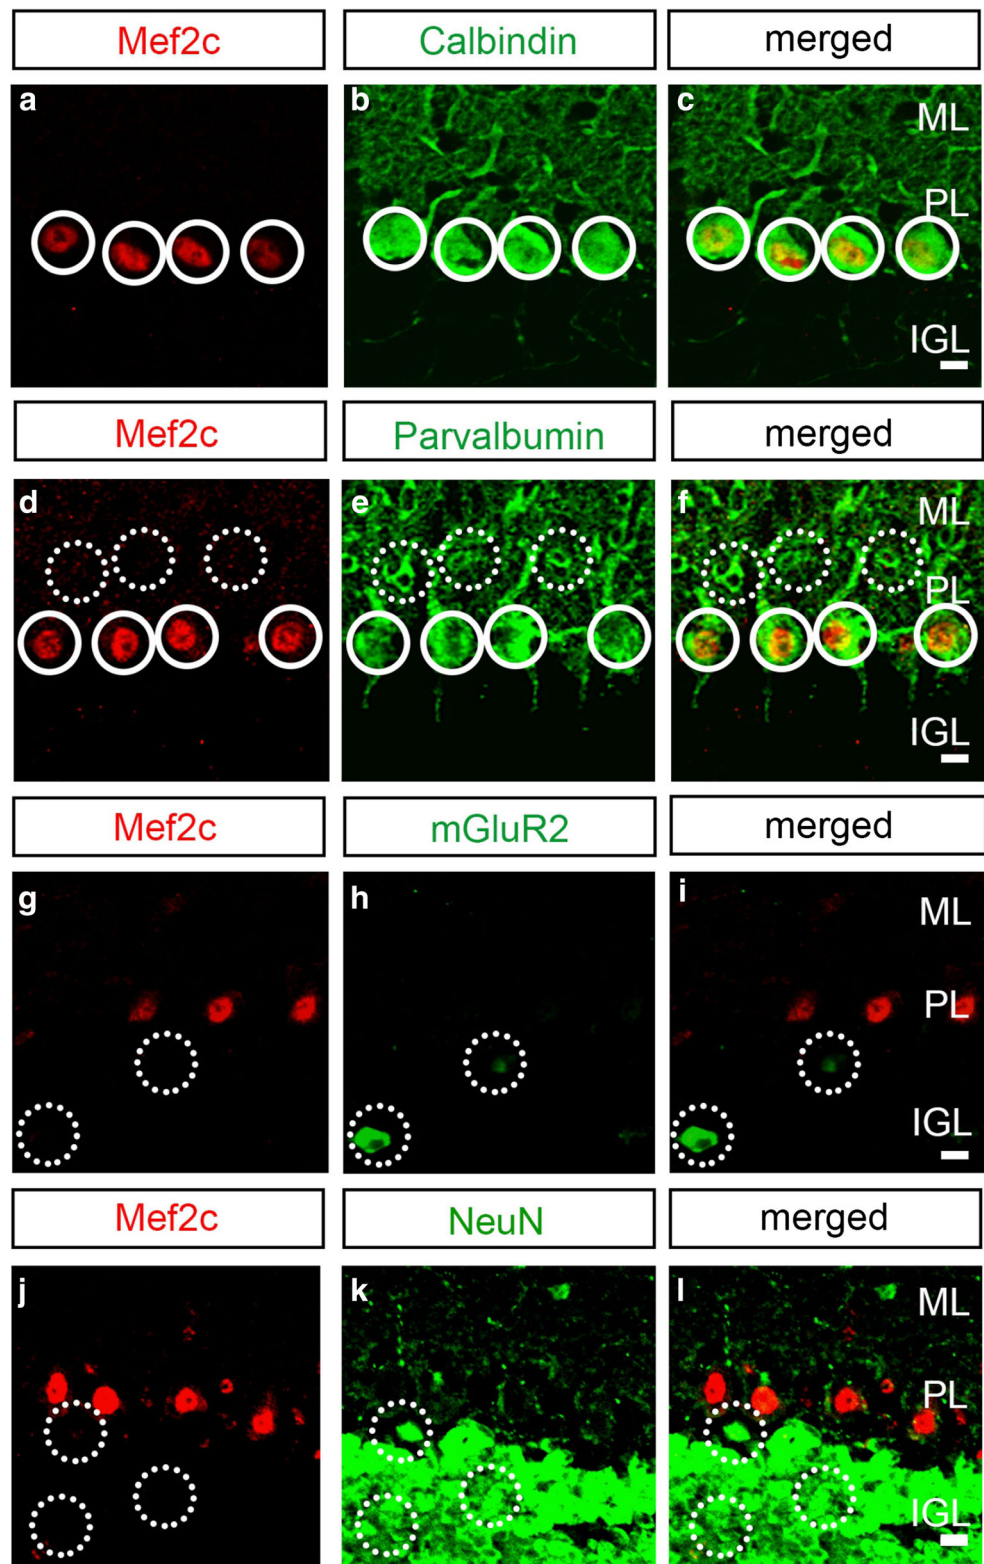 Mef2c Calbindin merged
a b c ML
PL
IGL
Mef2c Parvalbumin merged
d e f ML
PL
IGL
Mef2c mGluR2 merged
g h i ML
PL
IGL
Mef2c NeuN merged
j k l ML
PL
IGL